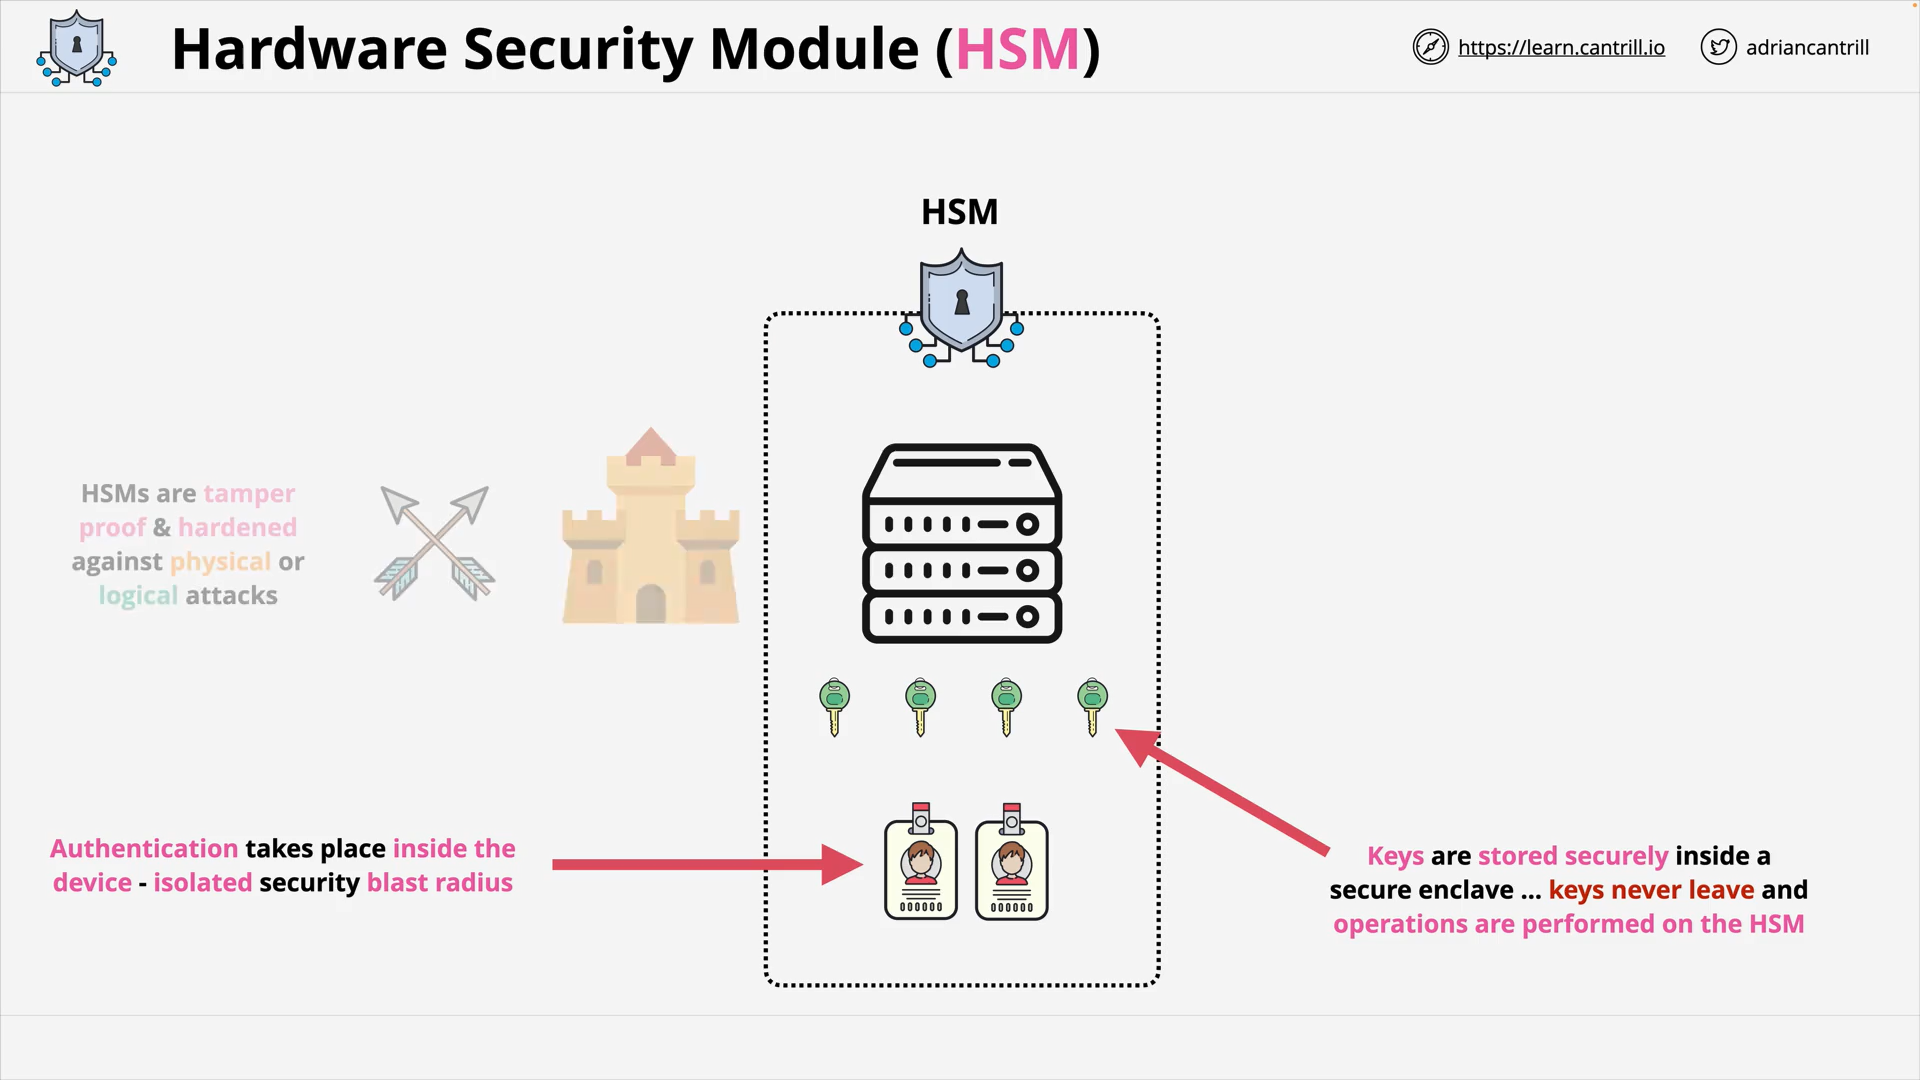 Hardware Security Module (HSM)
https://learn.cantrill.io
adriancantrill
HSM
HSMs are tamper
proof & hardened
against physical or
logical attacks
Authentication takes place inside the
device - isolated security blast radius
Keys are stored securely inside a
secure enclave ... keys never leave and
operations are performed on the HSM